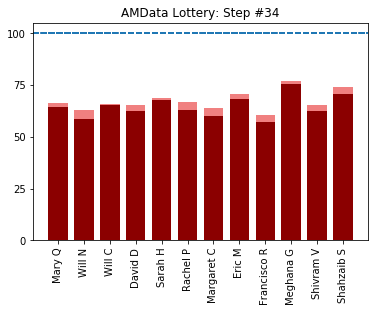 AMData Lottery: Step #34
100
75
50
25
0
Mary Q
Will N
Will C
David D
Sarah H
Rachel P
Margaret C
Eric M
Francisco R
Meghana G
Shivram V
Shahzaib S